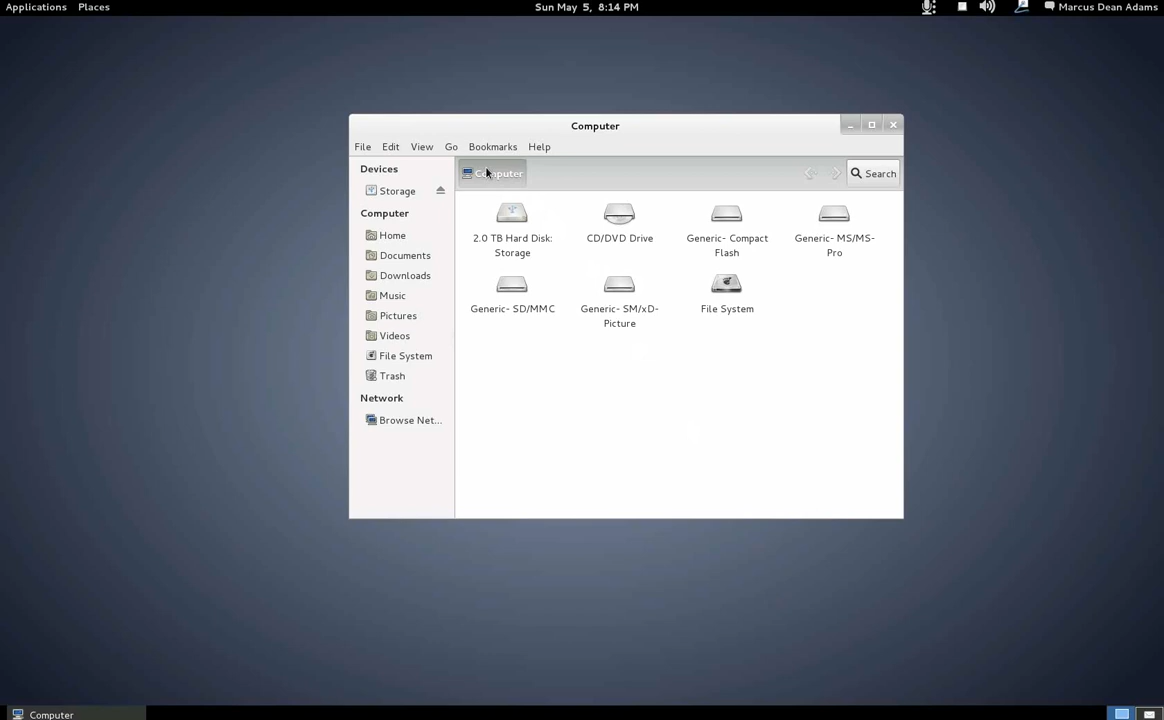 Applications Places Sun May 5, 8:14 PM Marcus Dean Adams
Computer
File Edit View Go Bookmarks Help
Devices
Storage
Computer
Home
Documents
Downloads
Music
Pictures
Videos
File System
Trash
Network
Browse Net...
Computer Search
2.0 TB Hard Disk:
Storage
CD/DVD Drive
Generic- Compact
Flash
Generic- MS/MS-
Pro
Generic- SD/MMC
Generic- SM/xD-
Picture
File System
Computer